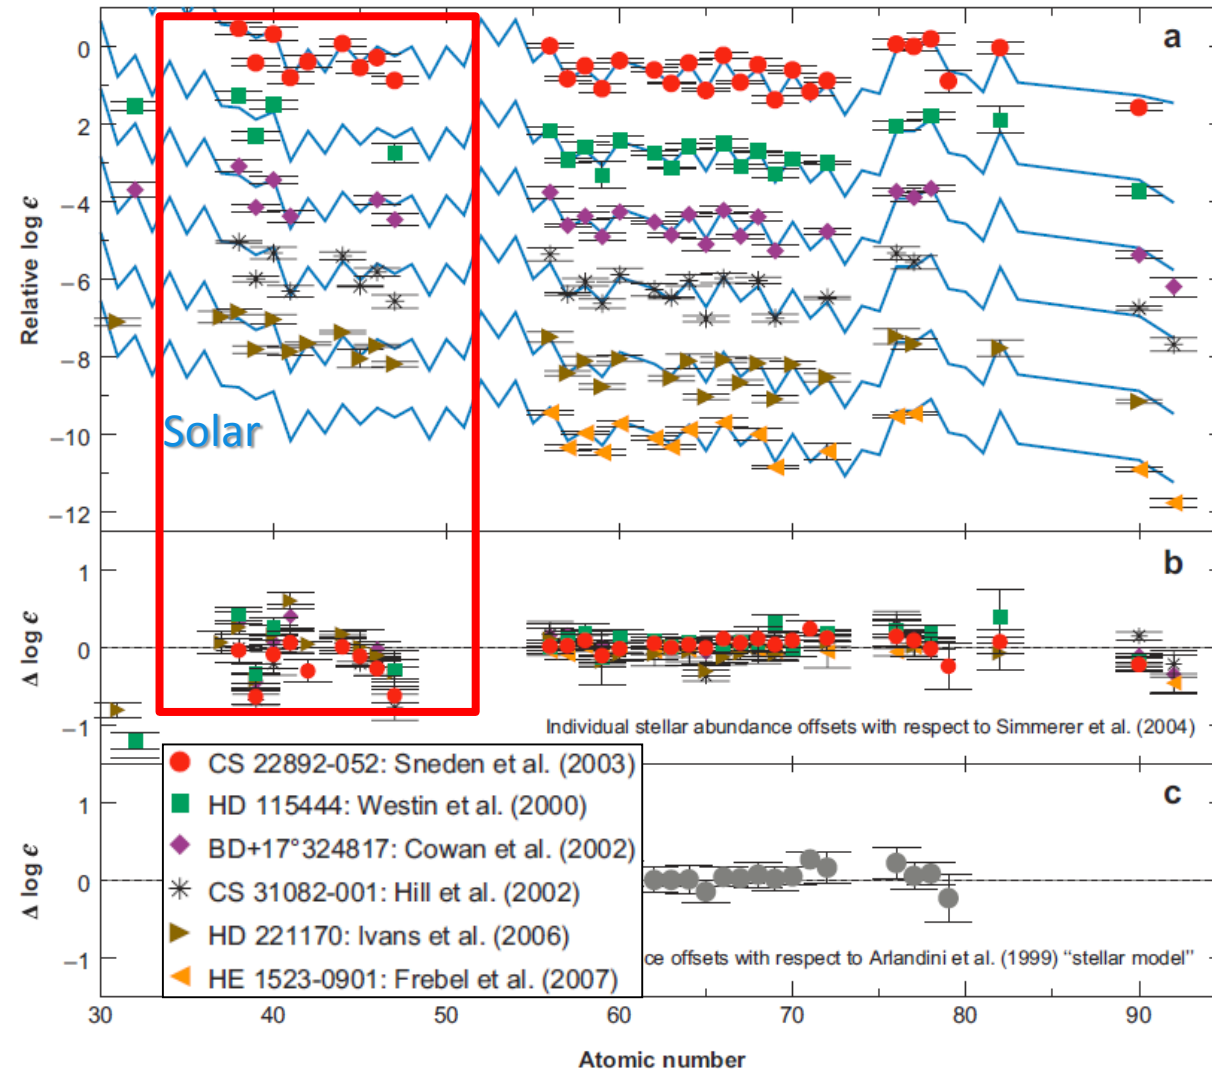 a
0
2
−4
−6
−8
−10
−12
Relative log ϵ
Solar
b
1
0
−1
Δ log ϵ
Individual stellar abundance offsets with respect to Simmerer et al. (2004)
c
1
0
−1
Δ log ϵ
CS 22892-052: Sneden et al. (2003)
HD 115444: Westin et al. (2000)
BD+17°324817: Cowan et al. (2002)
CS 31082-001: Hill et al. (2002)
HD 221170: Ivans et al. (2006)
HE 1523-0901: Frebel et al. (2007)
ce offsets with respect to Arlandini et al. (1999) “stellar model”
30 40 50 60 70 80 90
Atomic number